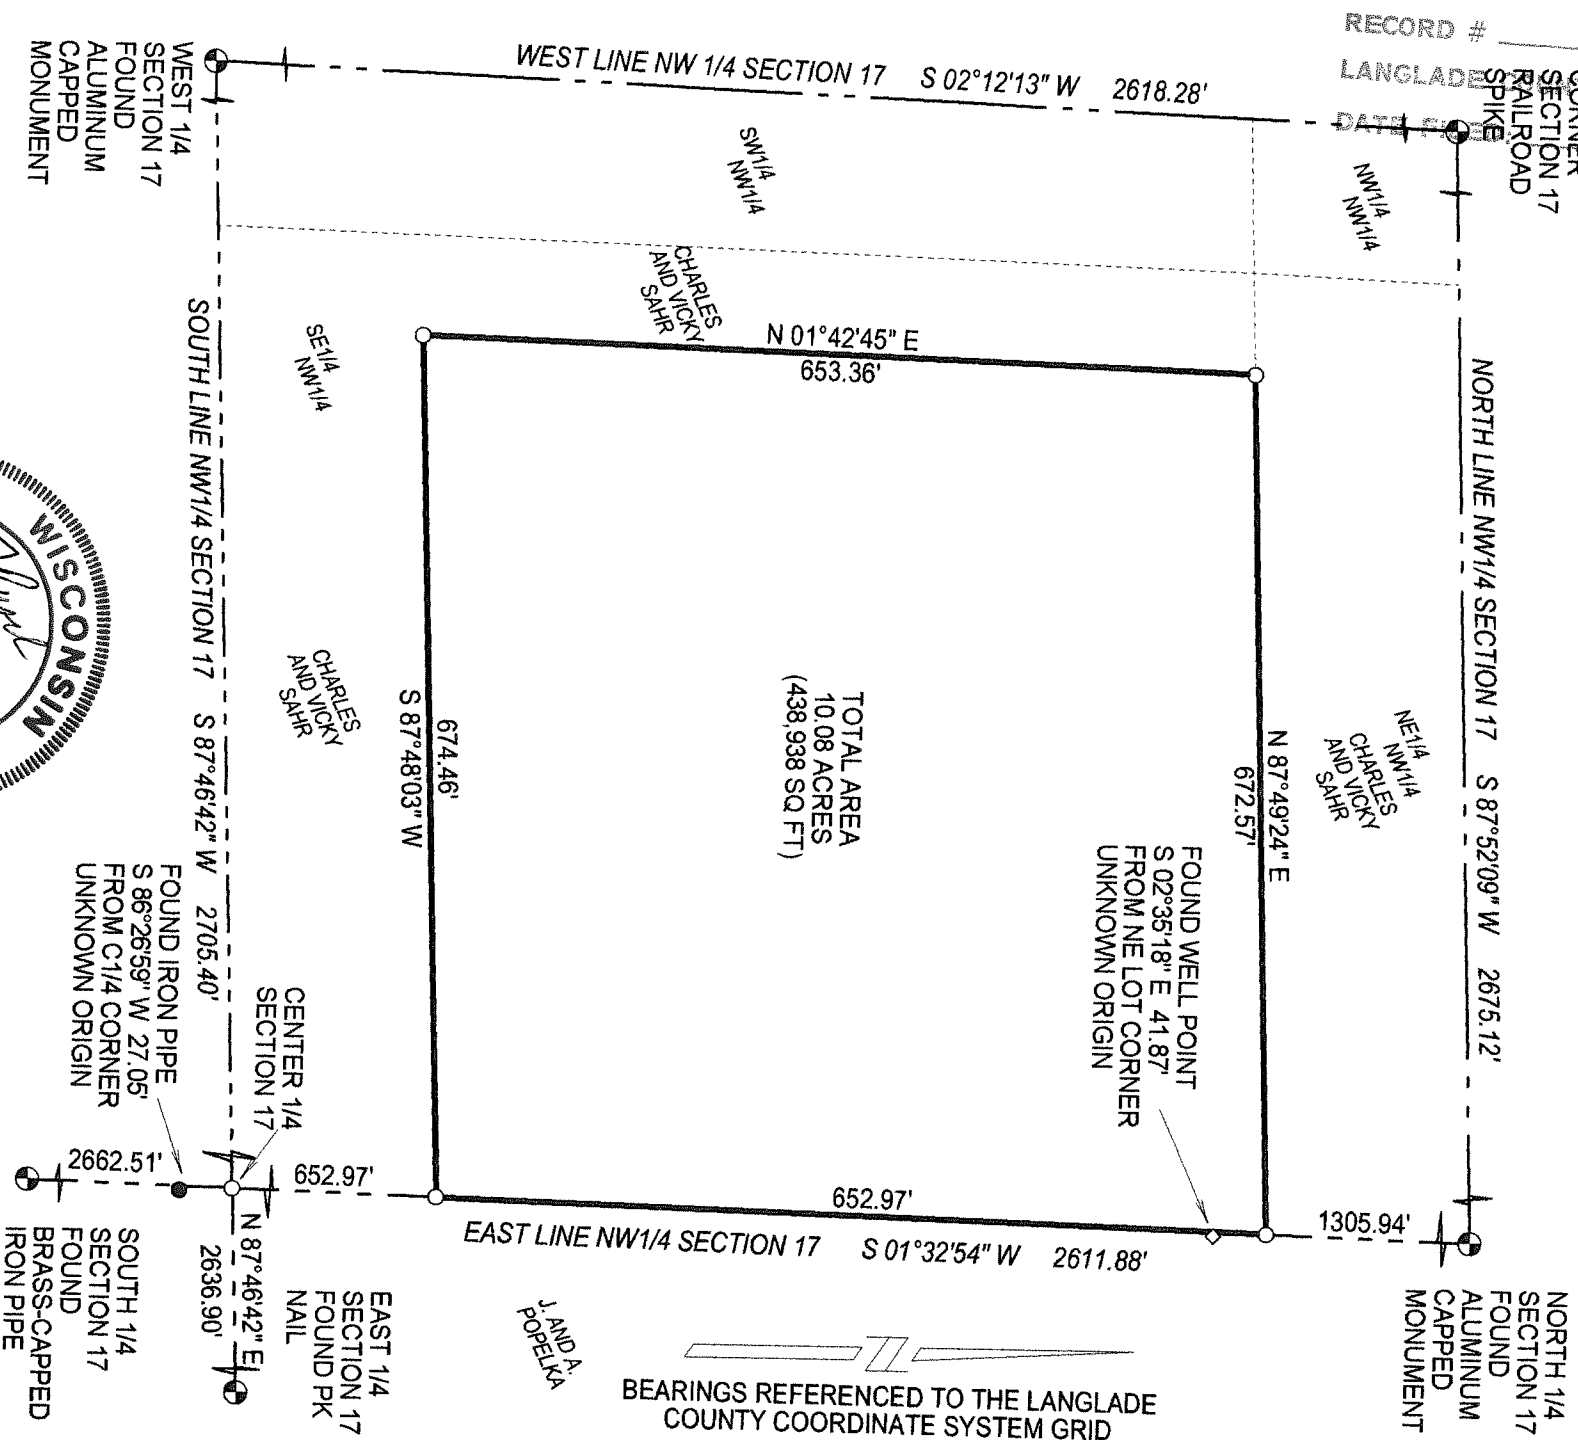 RECORD #
LANGLADE
CORNER
SECTION 17
RAILROAD
SPIKE
WEST 1/4
SECTION 17
FOUND
ALUMINUM
CAPPED
MONUMENT
WEST LINE NW 1/4 SECTION 17 S 02°12'13" W 2618.28'
SW1/4
NW1/4
NW1/4
NW1/4
CHARLES
AND VICKY
SAHR
N 01°42'45" E
653.36'
SE1/4
NW1/4
SOUTH LINE NW1/4 SECTION 17 S 87°46'42" W 2705.40'
NORTH LINE NW1/4 SECTION 17 S 87°52'09" W 2675.12'
WISCONSIN
CHARLES
AND VICKY
SAHR
674.46'
S 87°48'03" W
TOTAL AREA
10.08 ACRES
(438,938 SQ FT)
N 87°49'24" E
672.57'
NE1/4
NW1/4
CHARLES
AND VICKY
SAHR
FOUND WELL POINT
S 02°35'18" E 41.87'
FROM NE LOT CORNER
UNKNOWN ORIGIN
FOUND IRON PIPE
S 86°26'59" W 27.05'
FROM C1/4 CORNER
UNKNOWN ORIGIN
CENTER 1/4
SECTION 17
2662.51'
652.97'
652.97'
1305.94'
EAST LINE NW1/4 SECTION 17 S 01°32'54" W 2611.88'
N 87°46'42" E
2636.90'
SOUTH 1/4
SECTION 17
FOUND
BRASS-CAPPED
IRON PIPE
EAST 1/4
SECTION 17
FOUND PK
NAIL
J. AND A.
POPELKA
NORTH 1/4
SECTION 17
FOUND
ALUMINUM
CAPPED
MONUMENT
BEARINGS REFERENCED TO THE LANGLADE
COUNTY COORDINATE SYSTEM GRID